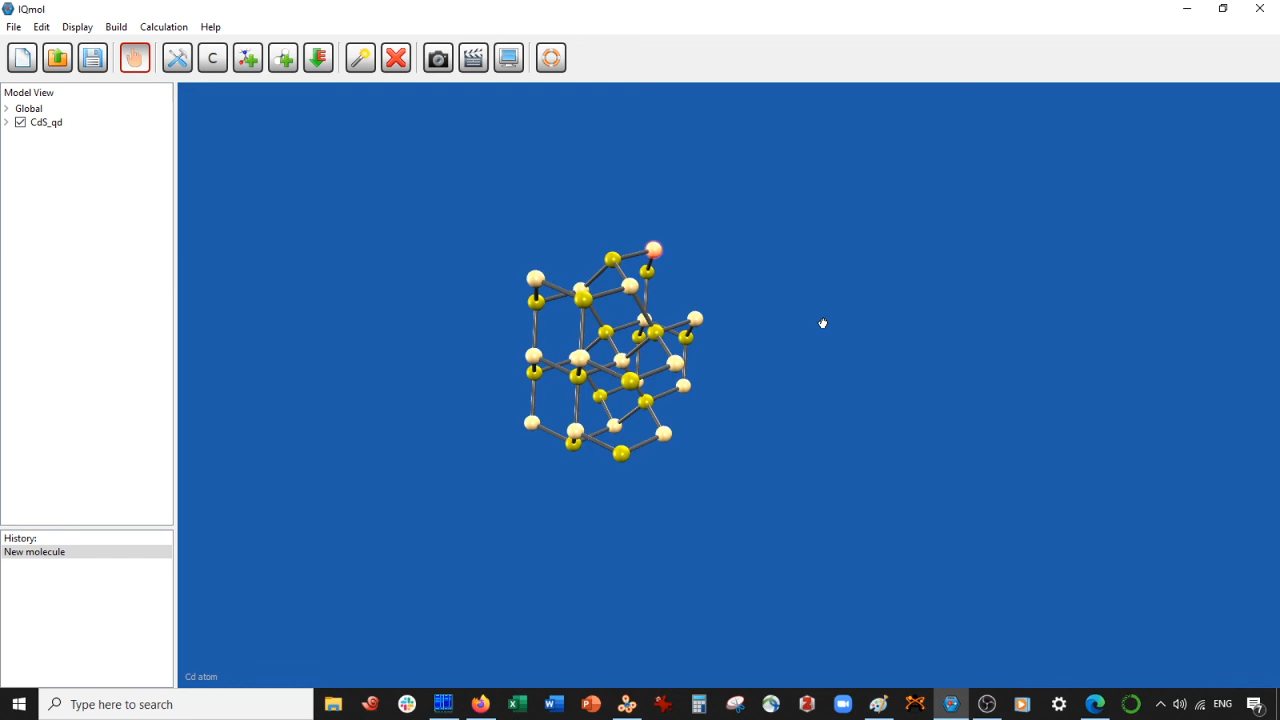 IQmol
File Edit Display Build Calculation Help
C
Model View
Global
CdS_qd
History:
New molecule
Cd atom
Type here to search
ENG